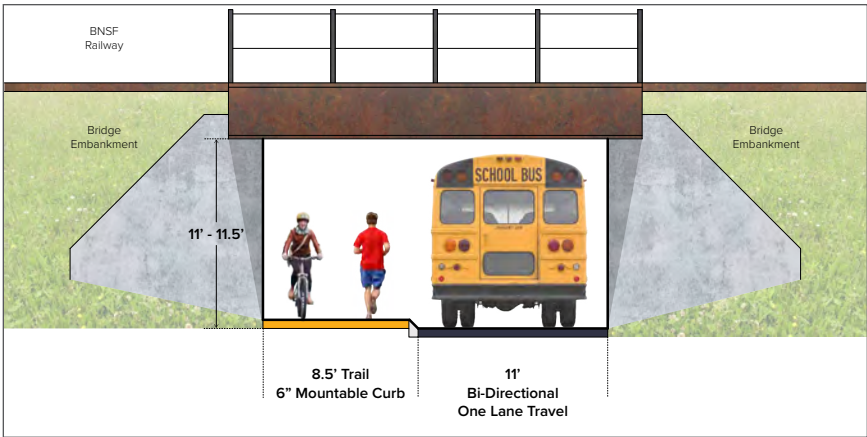 BNSF
Railway
Bridge
Embankment
Bridge
Embankment
SCHOOL BUS
11' - 11.5'
8.5’ Trail
6” Mountable Curb
11’
Bi-Directional
One Lane Travel